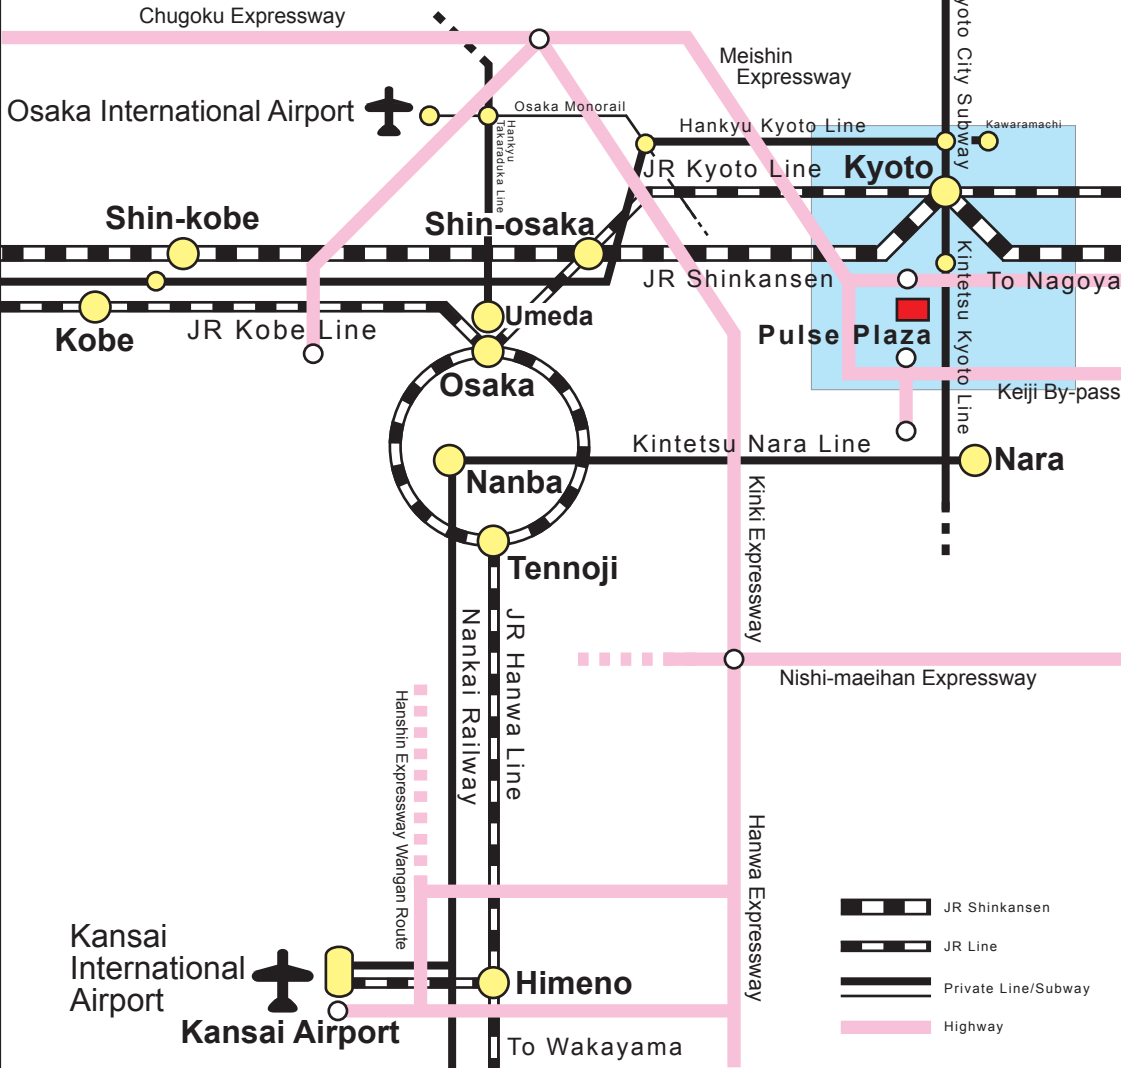 Chugoku Expressway
yoto City Subway
Meishin
Expressway
Osaka International Airport
Osaka Monorail
Hankyu
Takaraduka Line
Hankyu Kyoto Line
Kawaramachi
JR Kyoto Line
Kyoto
Shin-kobe
Shin-osaka
JR Shinkansen
To Nagoya
Kintetsu Kyoto Line
Umeda
Pulse Plaza
JR Kobe Line
Kobe
Osaka
Keiji By-pass
Kintetsu Nara Line
Nara
Nanba
Kinki Expressway
Tennoji
JR Hanwa Line
Nankai Railway
Nishi-maeihan Expressway
Hanshin Expressway Wangan Route
Hanwa Expressway
Kansai
International
Airport
Himeno
Kansai Airport
To Wakayama
JR Shinkansen
JR Line
Private Line/Subway
Highway